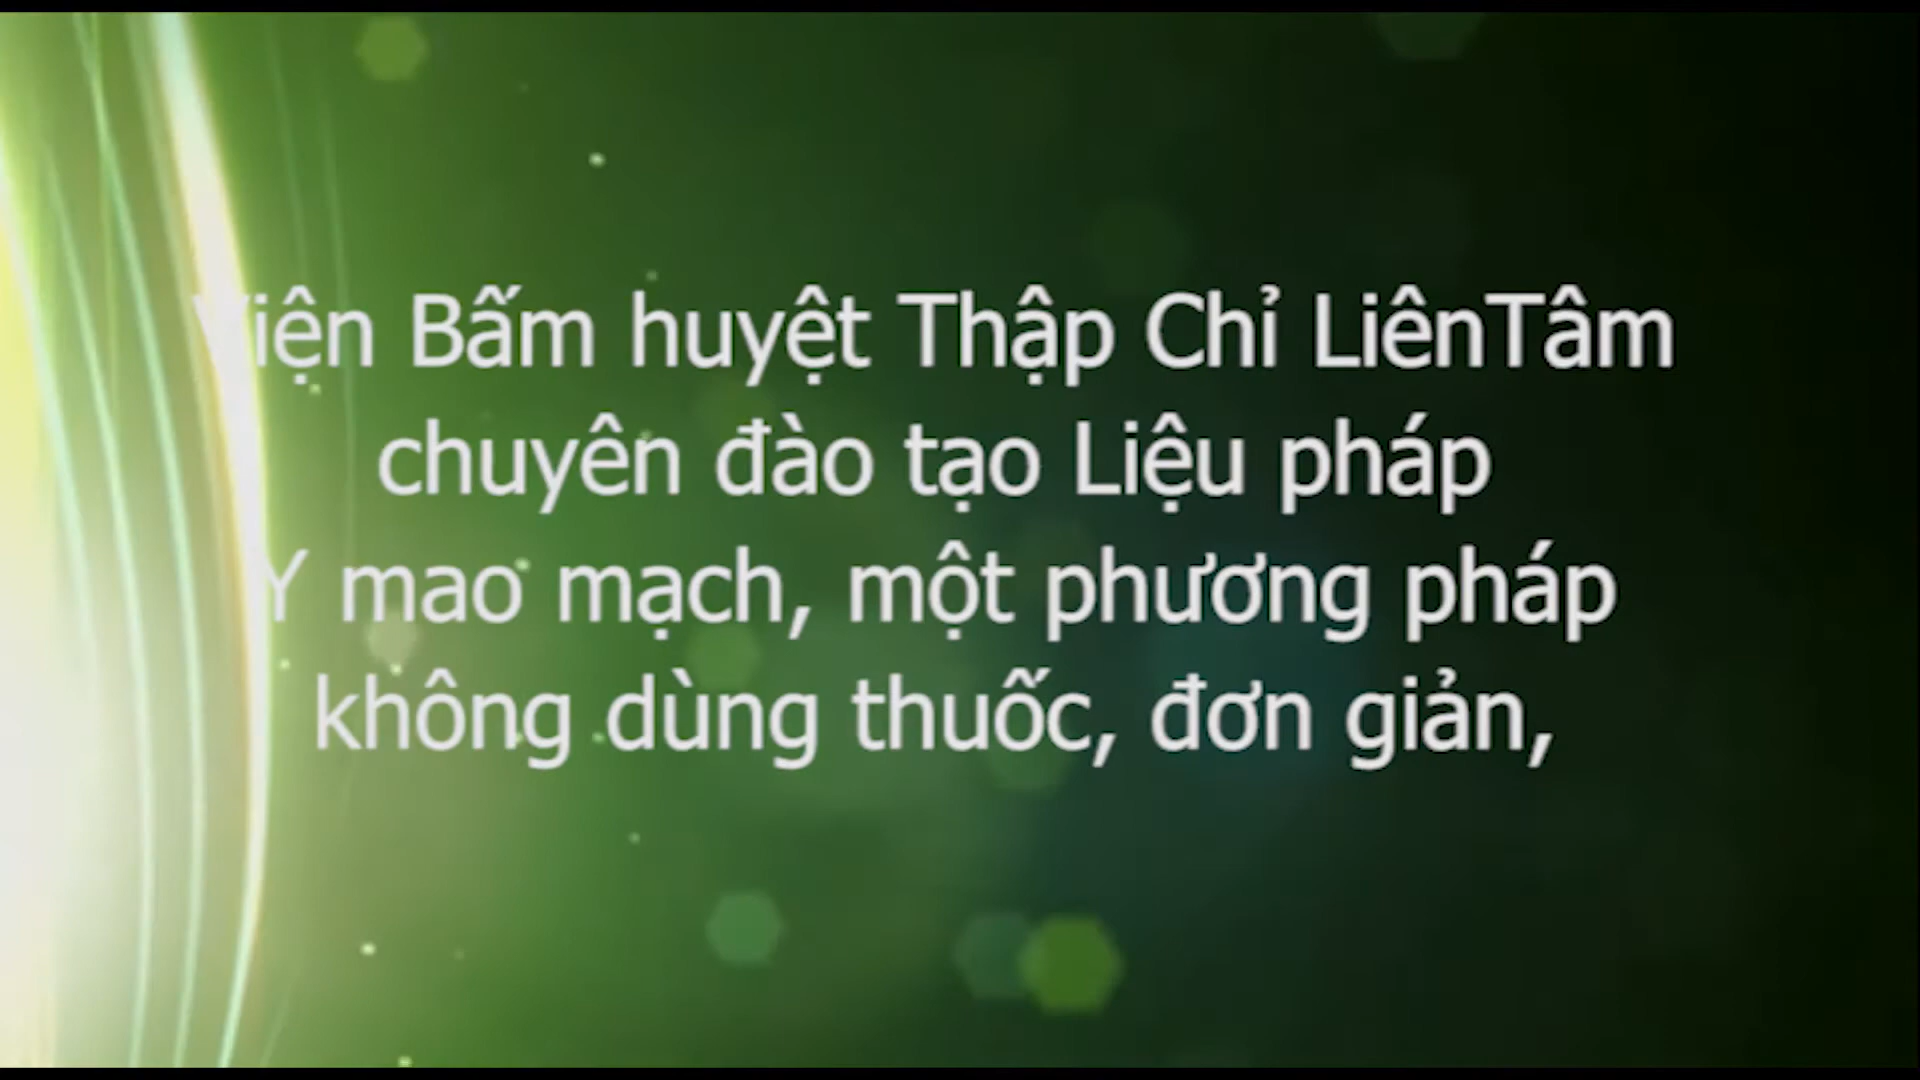 Viện Bấm huyệt Thập Chỉ LiênTâm
chuyên đào tạo Liệu pháp
Y mao mạch, một phương pháp
không dùng thuốc, đơn giản,